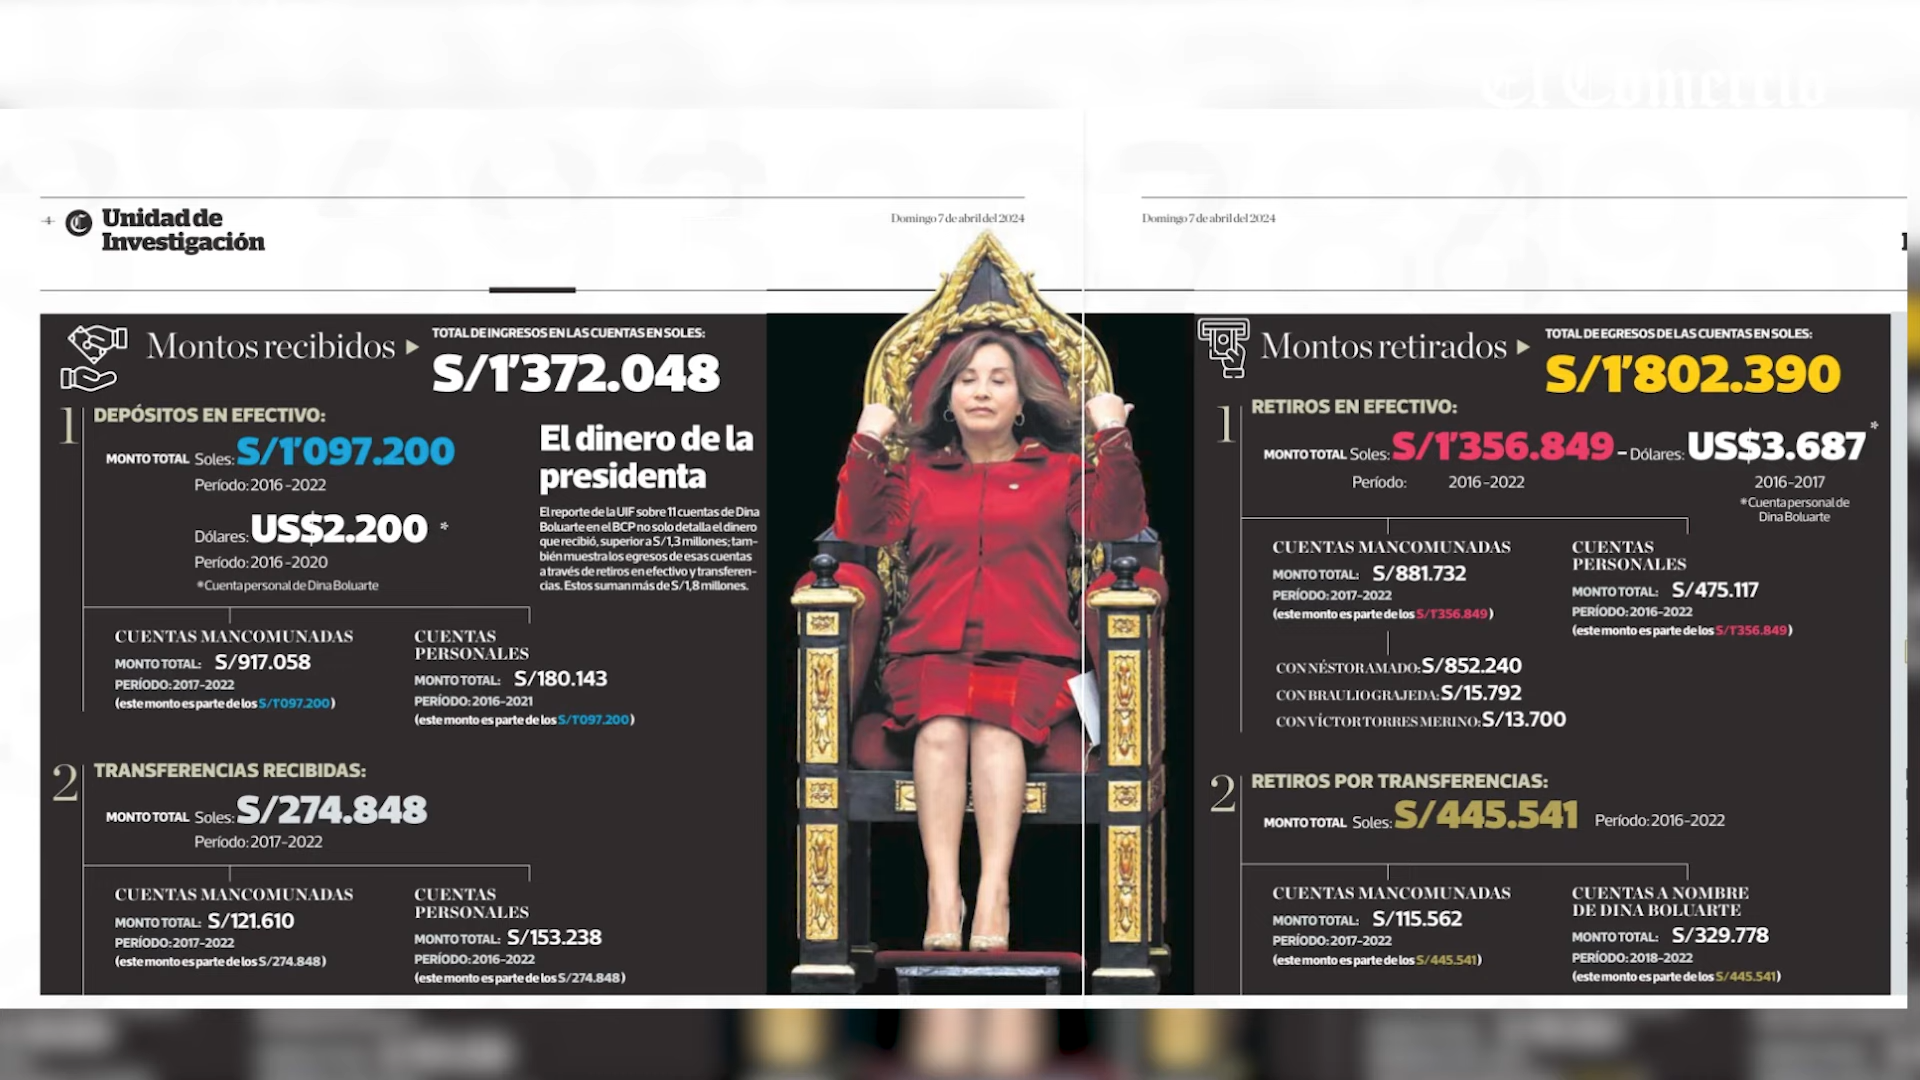 El Comercio
4
Unidad de
Investigación
Domingo 7 de abril del 2024
Domingo 7 de abril del 2024
Montos recibidos
TOTAL DE INGRESOS EN LAS CUENTAS EN SOLES:
S/1'372.048
1
DEPÓSITOS EN EFECTIVO:
MONTO TOTAL Soles: S/1'097.200
Período: 2016-2022
Dólares: US$2.200 *
Período: 2016-2020
*Cuenta personal de Dina Boluarte
CUENTAS MANCOMUNADAS
MONTO TOTAL: S/917.058
PERÍODO: 2017-2022
(este monto es parte de los S/1'097.200)
CUENTAS
PERSONALES
MONTO TOTAL: S/180.143
PERÍODO: 2016-2021
(este monto es parte de los S/1'097.200)
El dinero de la
presidenta
El reporte de la UIF sobre 11 cuentas de Dina
Boluarte en el BCP no solo detalla el dinero
que recibió, superior a S/1,3 millones; tam-
bién muestra los egresos de esas cuentas
a través de retiros en efectivo y transferen-
cias. Estos suman más de S/1,8 millones.
2
TRANSFERENCIAS RECIBIDAS:
MONTO TOTAL Soles: S/274.848
Período: 2017-2022
CUENTAS MANCOMUNADAS
MONTO TOTAL: S/121.610
PERÍODO: 2017-2022
(este monto es parte de los S/274.848)
CUENTAS
PERSONALES
MONTO TOTAL: S/153.238
PERÍODO: 2016-2022
(este monto es parte de los S/274.848)
Montos retirados
TOTAL DE EGRESOS DE LAS CUENTAS EN SOLES:
S/1'802.390
1
RETIROS EN EFECTIVO:
MONTO TOTAL Soles: S/1'356.849 - Dólares: US$3.687 *
Período: 2016-2022
2016-2017
*Cuenta personal de
Dina Boluarte
CUENTAS MANCOMUNADAS
MONTO TOTAL: S/881.732
PERÍODO: 2017-2022
(este monto es parte de los S/1'356.849)
CON NÉSTOR AMADO: S/852.240
CON BRAULIO GRAJEDA: S/15.792
CON VÍCTOR TORRES MERINO: S/13.700
CUENTAS
PERSONALES
MONTO TOTAL: S/475.117
PERÍODO: 2016-2022
(este monto es parte de los S/1'356.849)
2
RETIROS POR TRANSFERENCIAS:
MONTO TOTAL Soles: S/445.541 Período: 2016-2022
CUENTAS MANCOMUNADAS
MONTO TOTAL: S/115.562
PERÍODO: 2017-2022
(este monto es parte de los S/445.541)
CUENTAS A NOMBRE
DE DINA BOLUARTE
MONTO TOTAL: S/329.778
PERÍODO: 2018-2022
(este monto es parte de los S/445.541)